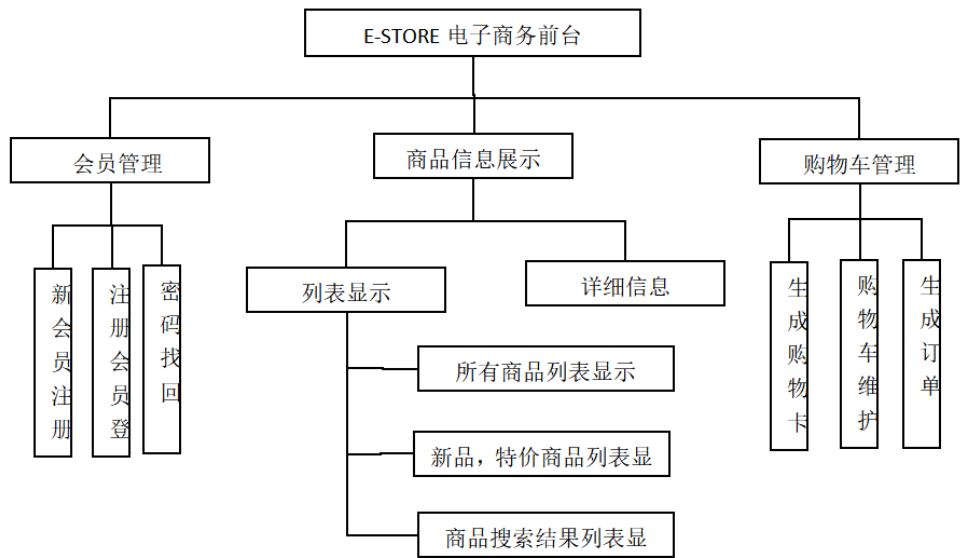 E-STORE 电子商务前台
会员管理
商品信息展示
购物车管理
新会员注册
注册会员登
密码找回
列表显示
详细信息
生成购物卡
购物车维护
生成订单
所有商品列表显示
新品，特价商品列表显
商品搜索结果列表显